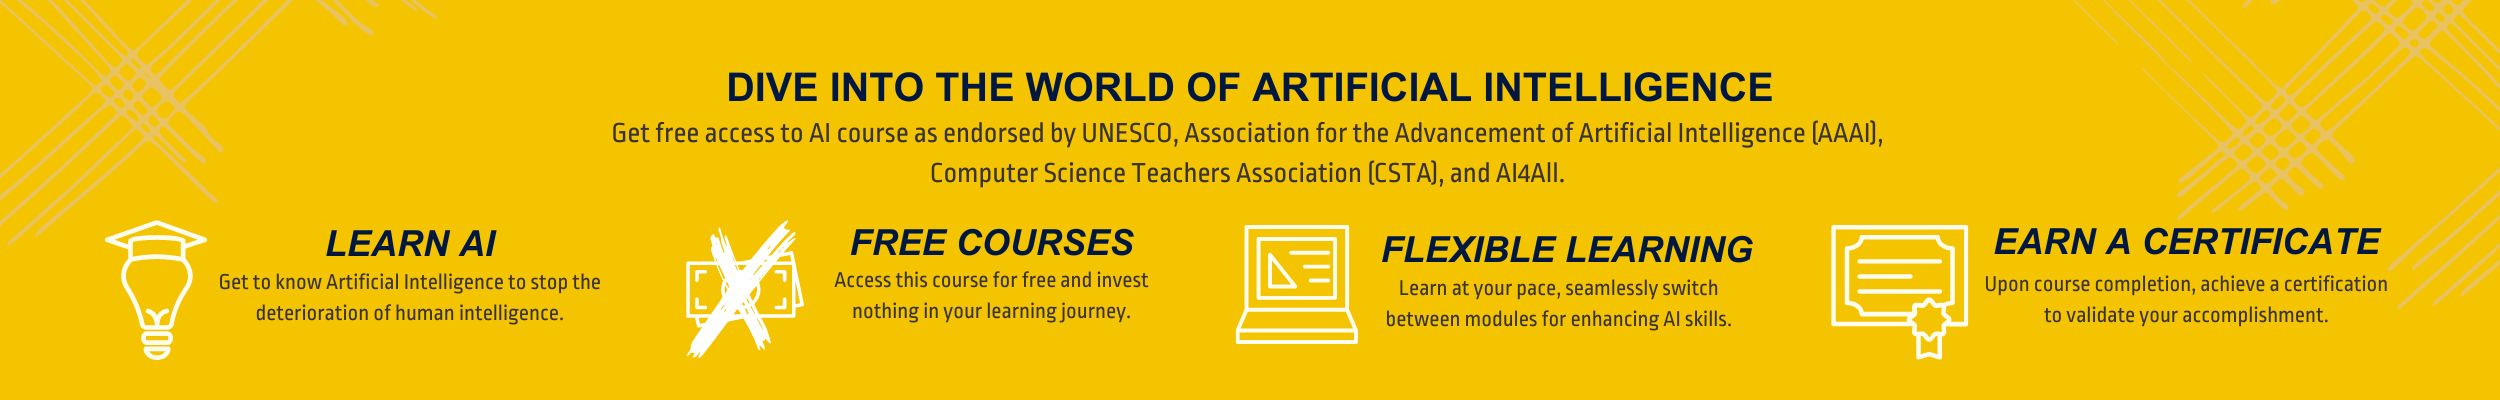 DIVE INTO THE WORLD OF ARTIFICIAL INTELLIGENCE
Get free access to AI course as endorsed by UNESCO, Association for the Advancement of Artificial Intelligence (AAAI),
Computer Science Teachers Association (CSTA), and AI4All.
LEARN AI
Get to know Artificial Intelligence to stop the
deterioration of human intelligence.
FREE COURSES
Access this course for free and invest
nothing in your learning journey.
FLEXIBLE LEARNING
Learn at your pace, seamlessly switch
between modules for enhancing AI skills.
EARN A CERTIFICATE
Upon course completion, achieve a certification
to validate your accomplishment.